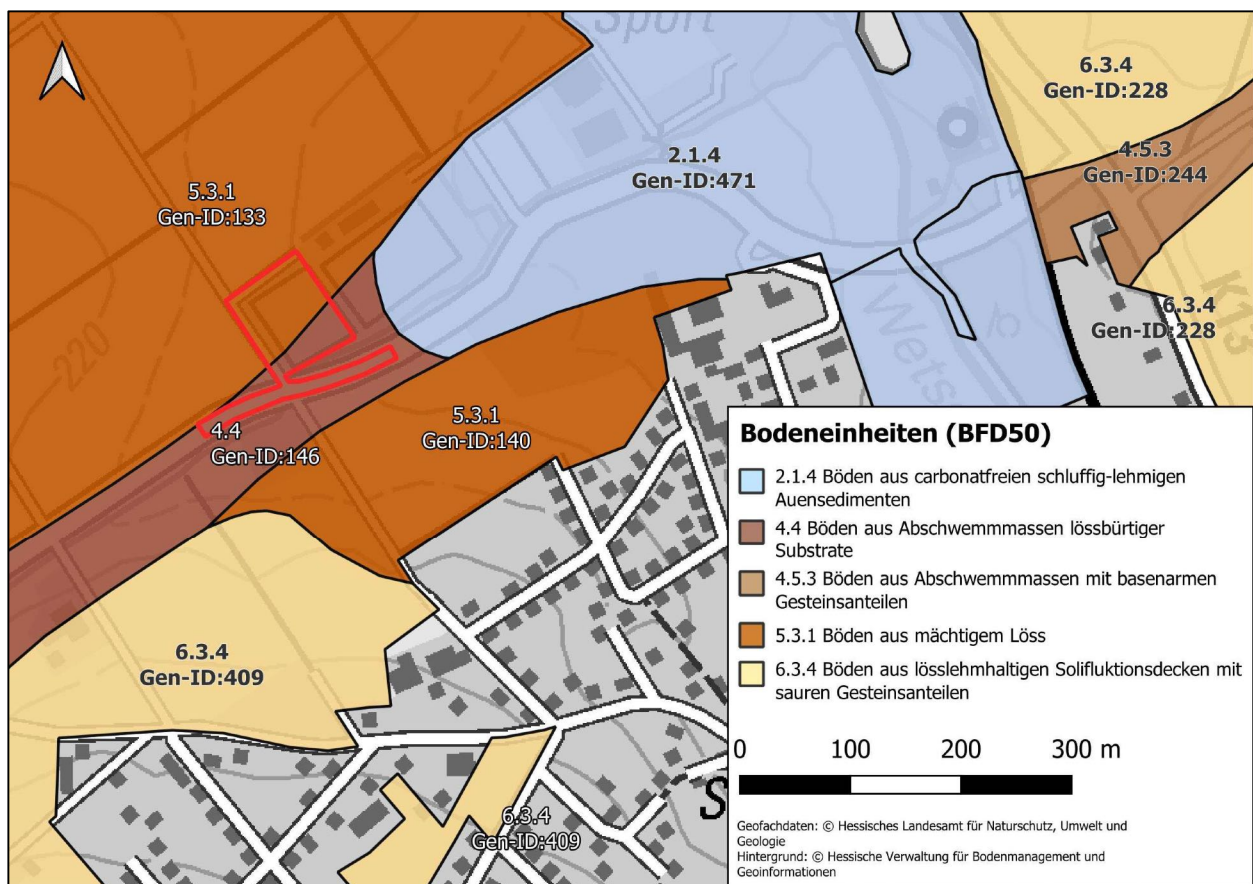 Sport
6.3.4
Gen-ID:228
4.5.3
Gen-ID:244
2.1.4
Gen-ID:471
5.3.1
Gen-ID:133
220
Wets
K13
6.3.4
Gen-ID:228
5.3.1
Gen-ID:140
4.4
Gen-ID:146
6.3.4
Gen-ID:409
6.3.4
Gen-ID:409
S
Bodeneinheiten (BFD50)
2.1.4 Böden aus carbonatfreien schluffig-lehmigen
Auensedimenten
4.4 Böden aus Abschwemmmassen lössbürtiger
Substrate
4.5.3 Böden aus Abschwemmmassen mit basenarmen
Gesteinsanteilen
5.3.1 Böden aus mächtigem Löss
6.3.4 Böden aus lösslehmhaltigen Solifluktionsdecken mit
sauren Gesteinsanteilen
0 100 200 300 m
Geofachdaten: © Hessisches Landesamt für Naturschutz, Umwelt und
Geologie
Hintergrund: © Hessische Verwaltung für Bodenmanagement und
Geoinformationen